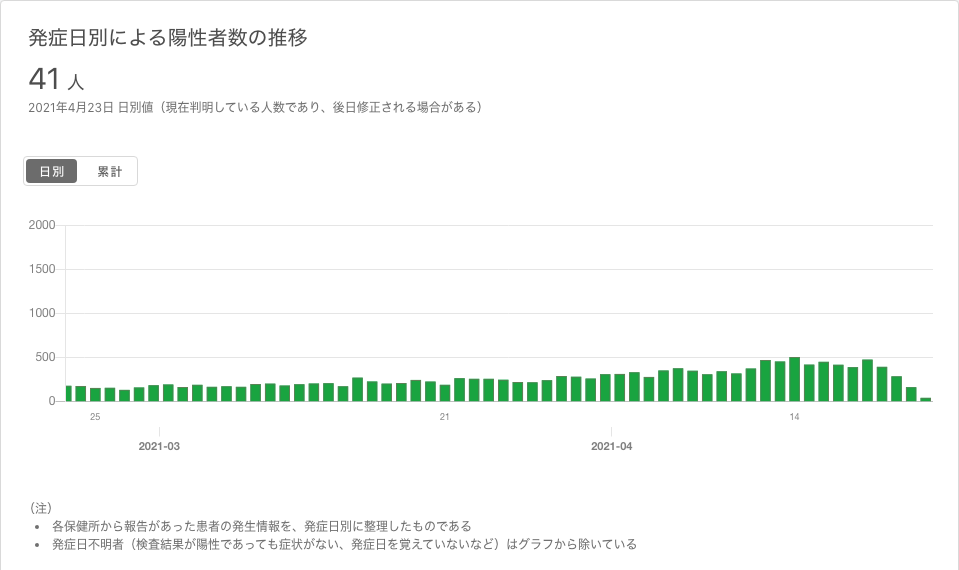 発症日別による陽性者数の推移
41 人
2021年4月23日 日別値（現在判明している人数であり、後日修正される場合がある）
日別 累計
2000
1500
1000
500
0
25 21 14
2021-03 2021-04
（注）
• 各保健所から報告があった患者の発生情報を、発症日別に整理したものである
• 発症日不明者（検査結果が陽性であっても症状がない、発症日を覚えていないなど）はグラフから除いている